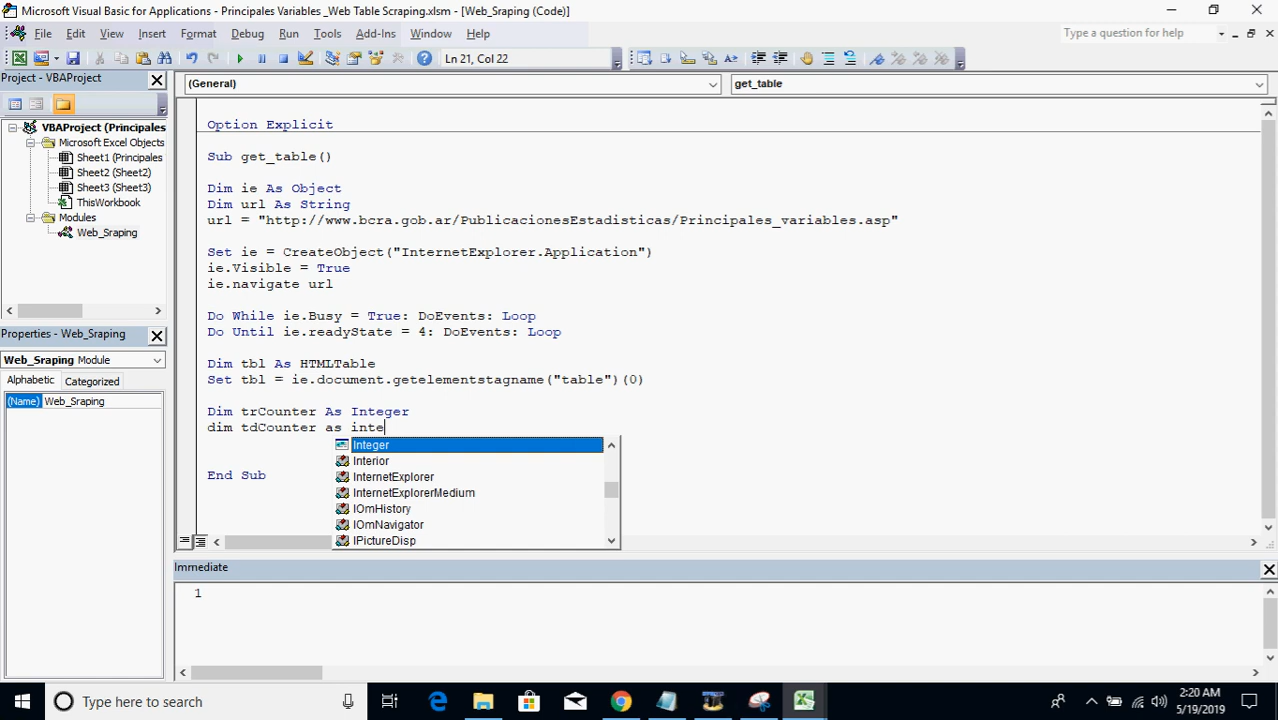 Microsoft Visual Basic for Applications - Principales Variables _Web Table Scraping.xlsm - [Web_Sraping (Code)]
File Edit View Insert Format Debug Run Tools Add-Ins Window Help
Type a question for help
Ln 21, Col 22
Project - VBAProject
(General)
get_table
VBAProject (Principales
Microsoft Excel Objects
Sheet1 (Principales
Sheet2 (Sheet2)
Sheet3 (Sheet3)
ThisWorkbook
Modules
Web_Sraping
Properties - Web_Sraping
Web_Sraping Module
Alphabetic Categorized
(Name) Web_Sraping
Option Explicit
Sub get_table()
Dim ie As Object
Dim url As String
url = "http://www.bcra.gob.ar/PublicacionesEstadisticas/Principales_variables.asp"
Set ie = CreateObject("InternetExplorer.Application")
ie.Visible = True
ie.navigate url
Do While ie.Busy = True: DoEvents: Loop
Do Until ie.readyState = 4: DoEvents: Loop
Dim tbl As HTMLTable
Set tbl = ie.document.getelementstagname("table")(0)
Dim trCounter As Integer
dim tdCounter as inte
Integer
Interior
InternetExplorer
InternetExplorerMedium
IOmHistory
IOmNavigator
IPictureDisp
End Sub
Immediate
1
Type here to search
2:20 AM
5/19/2019